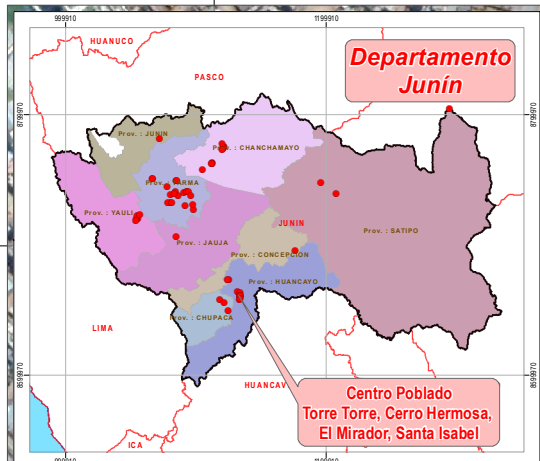 999910
1199910
HUANUCO
PASCO
Departamento
Junín
8799970
8799970
Prov. : JUNIN
Prov. : CHANCHAMAYO
Prov. : TARMA
Prov. : YAULI
JUNIN
Prov. : SATIPO
Prov. : JAUJA
Prov. : CONCEPCION
Prov. : HUANCAYO
Prov. : CHUPACA
LIMA
8599970
8599970
HUANCAV
Centro Poblado
Torre Torre, Cerro Hermosa,
El Mirador, Santa Isabel
ICA
999910
1199910